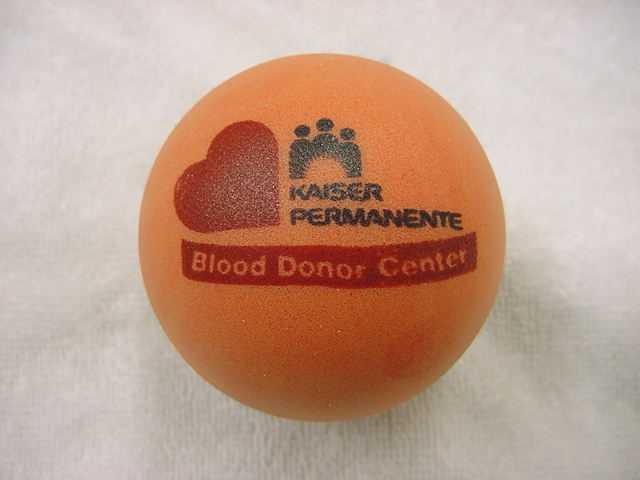 KAISER
PERMANENTE
Blood Donor Center